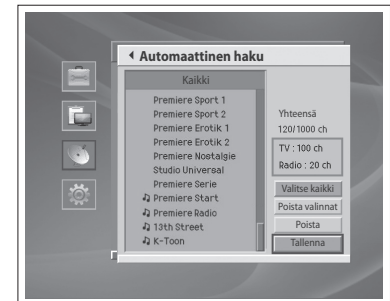 Automaattinen haku
Kaikki
Premiere Sport 1
Premiere Sport 2
Premiere Erotik 1
Premiere Erotik 2
Premiere Nostalgie
Studio Universal
Premiere Serie
Premiere Start
Premiere Radio
13th Street
K-Toon
Yhteensä
120/1000 ch
TV : 100 ch
Radio : 20 ch
Valitse kaikki
Poista valinnat
Poista
Tallenna